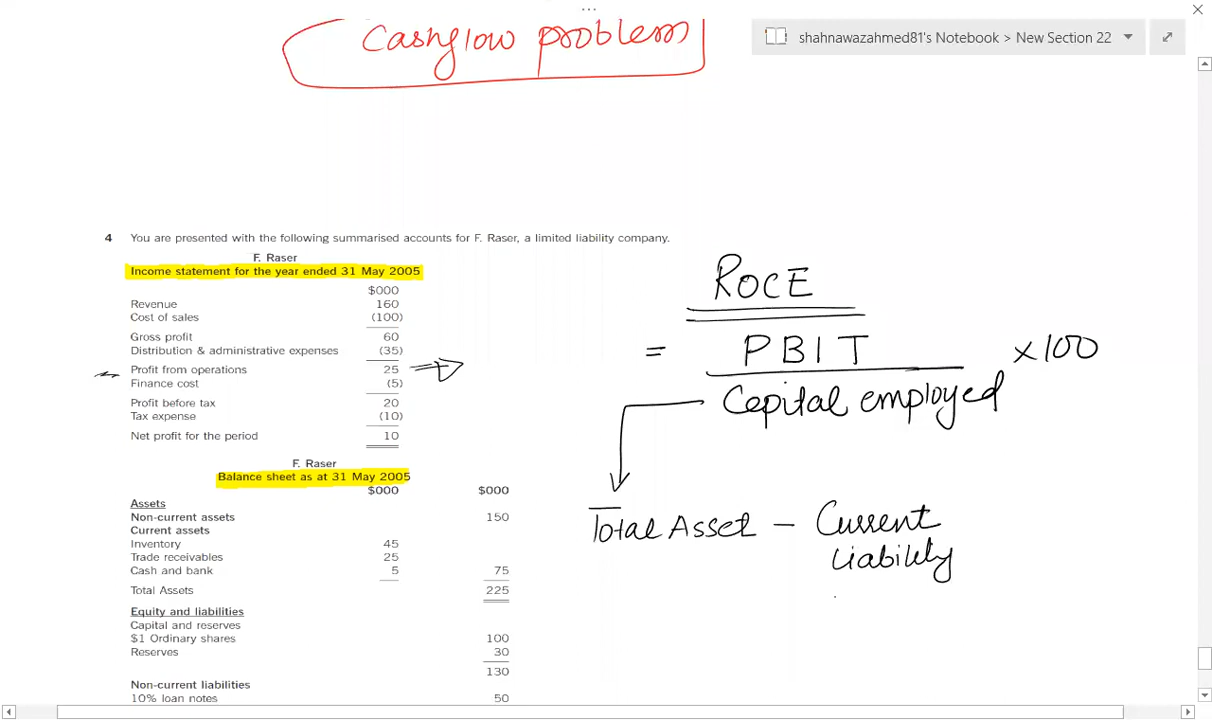 Cashflow problem
shahnawazahmed81's Notebook > New Section 22
4 You are presented with the following summarised accounts for F. Raser, a limited liability company.
F. Raser
Income statement for the year ended 31 May 2005
$000
Revenue 160
Cost of sales (100)
Gross profit 60
Distribution & administrative expenses (35)
Profit from operations 25
Finance cost (5)
Profit before tax 20
Tax expense (10)
Net profit for the period 10
F. Raser
Balance sheet as at 31 May 2005
$000 $000
Assets
Non-current assets 150
Current assets
Inventory 45
Trade receivables 25
Cash and bank 5 75
Total Assets 225
Equity and liabilities
Capital and reserves
$1 Ordinary shares 100
Reserves 30
130
Non-current liabilities
10% loan notes 50
ROCE
= PBIT x100
Capital employed
Total Asset – Current
Liability